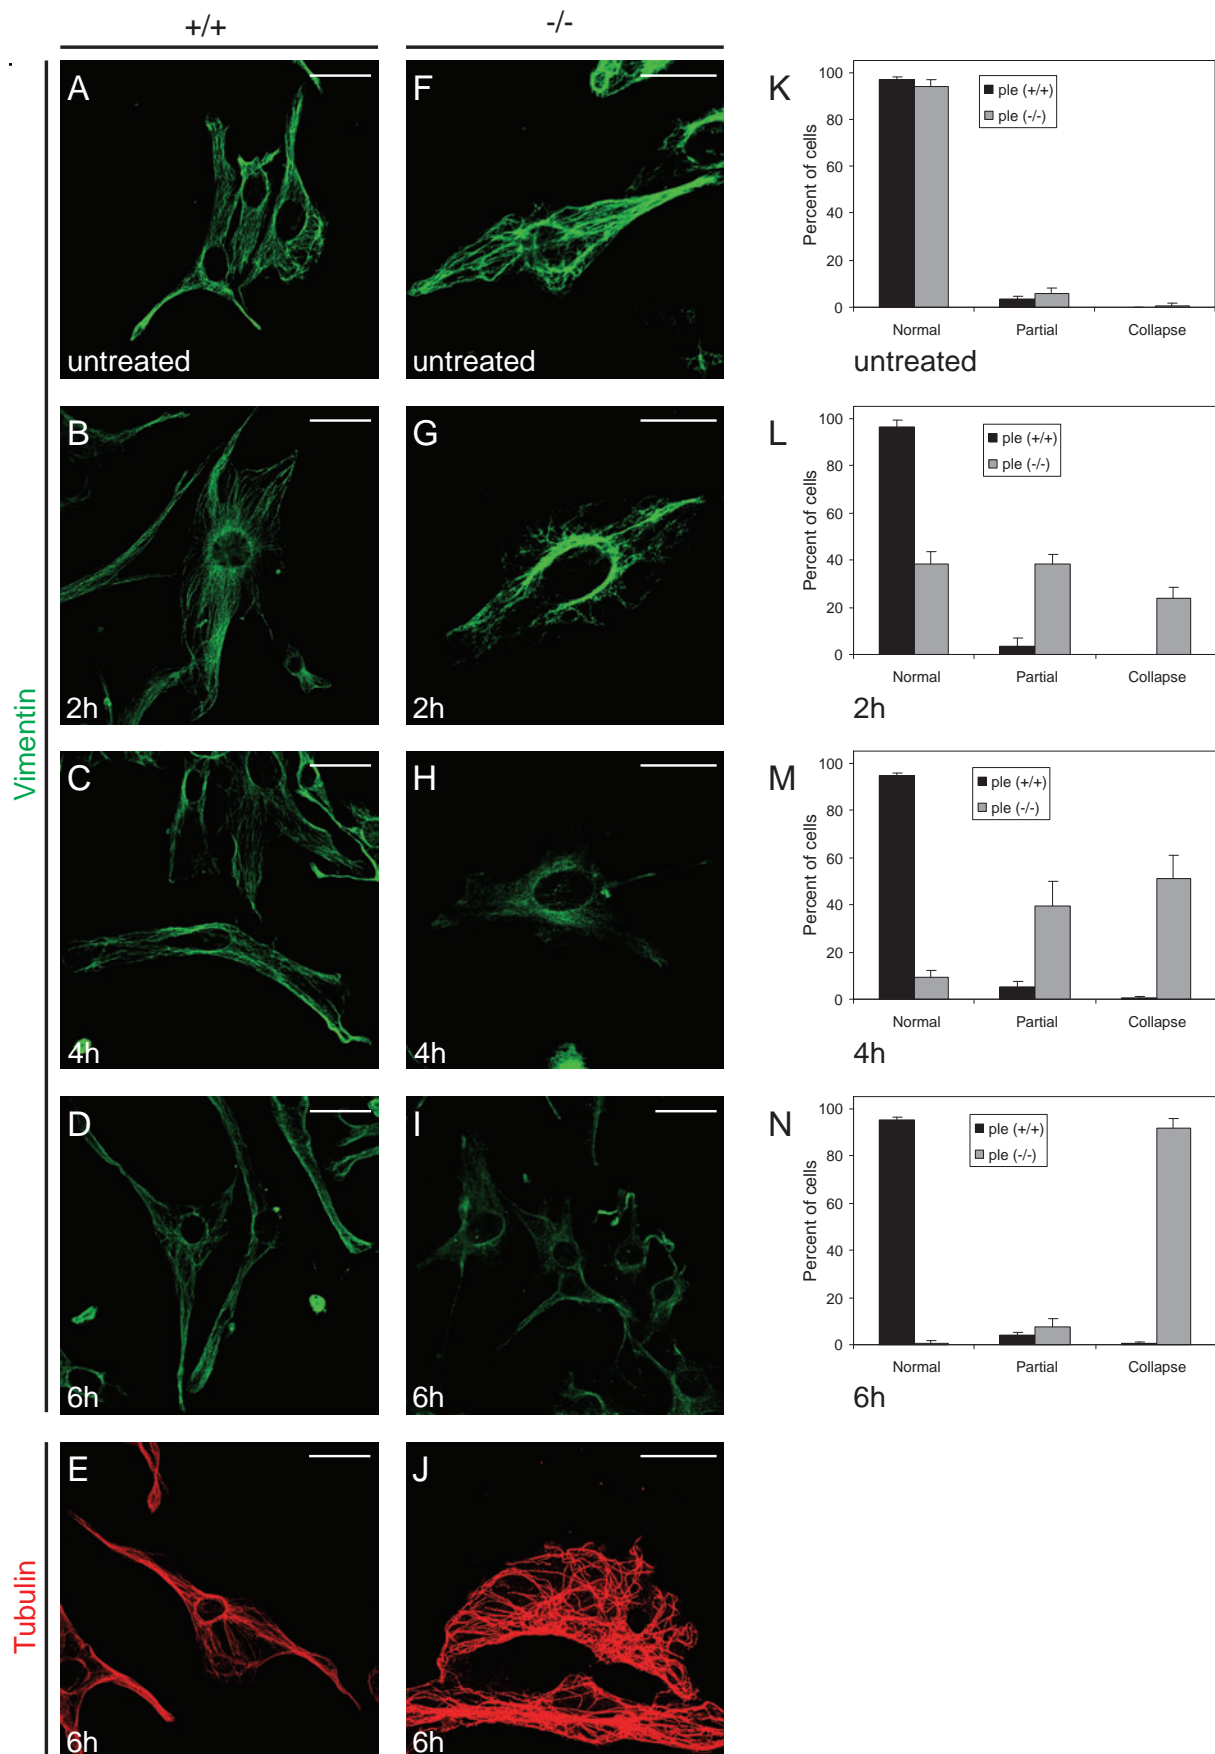 +/+
-/-
Vimentin
Tubulin
A
untreated
F
untreated
K
Percent of cells
100
80
60
40
20
0
ple (+/+)
ple (-/-)
Normal
Partial
Collapse
untreated
B
2h
G
2h
L
Percent of cells
100
80
60
40
20
0
ple (+/+)
ple (-/-)
Normal
Partial
Collapse
2h
C
4h
H
4h
M
Percent of cells
100
80
60
40
20
0
ple (+/+)
ple (-/-)
Normal
Partial
Collapse
4h
D
6h
I
6h
N
Percent of cells
100
80
60
40
20
0
ple (+/+)
ple (-/-)
Normal
Partial
Collapse
6h
E
6h
J
6h